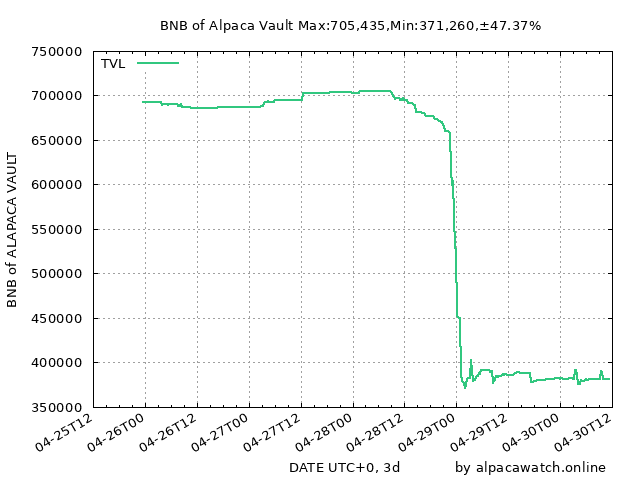 BNB of Alpaca Vault Max:705,435,Min:371,260,±47.37%
TVL
BNB of ALAPACA VAULT
750000
700000
650000
600000
550000
500000
450000
400000
350000
04-25T12
04-26T00
04-26T12
04-27T00
04-27T12
04-28T00
04-28T12
04-29T00
04-29T12
04-30T00
04-30T12
DATE UTC+0, 3d
by alpacawatch.online